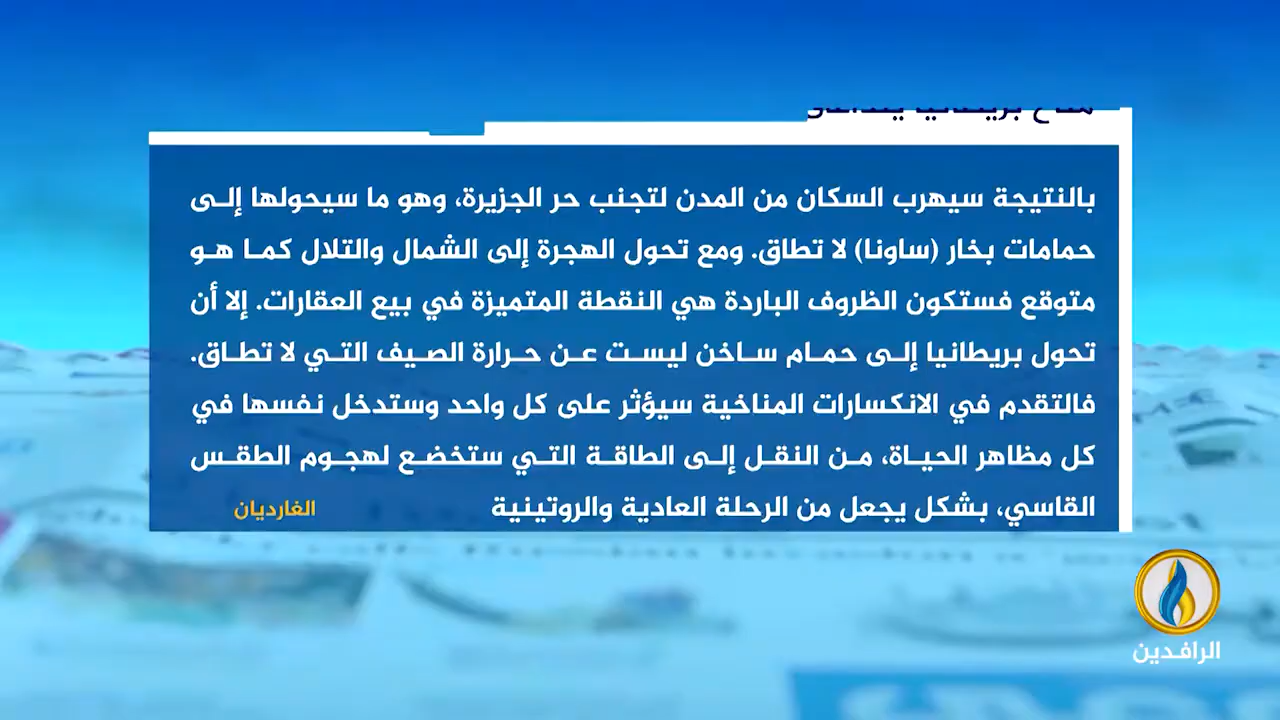 بالنتيجة سيهرب السكان من المدن لتجنب حر الجزيرة، وهو ما سيحولها إلى
حمامات بخار (ساونا) لا تطاق. ومع تحول الهجرة إلى الشمال والتلال كما هو
متوقع فستكون الظروف الباردة هي النقطة المتميزة في بيع العقارات. إلا أن
تحول بريطانيا إلى حمام ساخن ليست عن حرارة الصيف التي لا تطاق.
فالتقدم في الانكسارات المناخية سيؤثر على كل واحد وستدخل نفسها في
كل مظاهر الحياة، من النقل إلى الطاقة التي ستخضع لهجوم الطقس
القاسي، بشكل يجعل من الرحلة العادية والروتينية
الغارديان
الرافدين